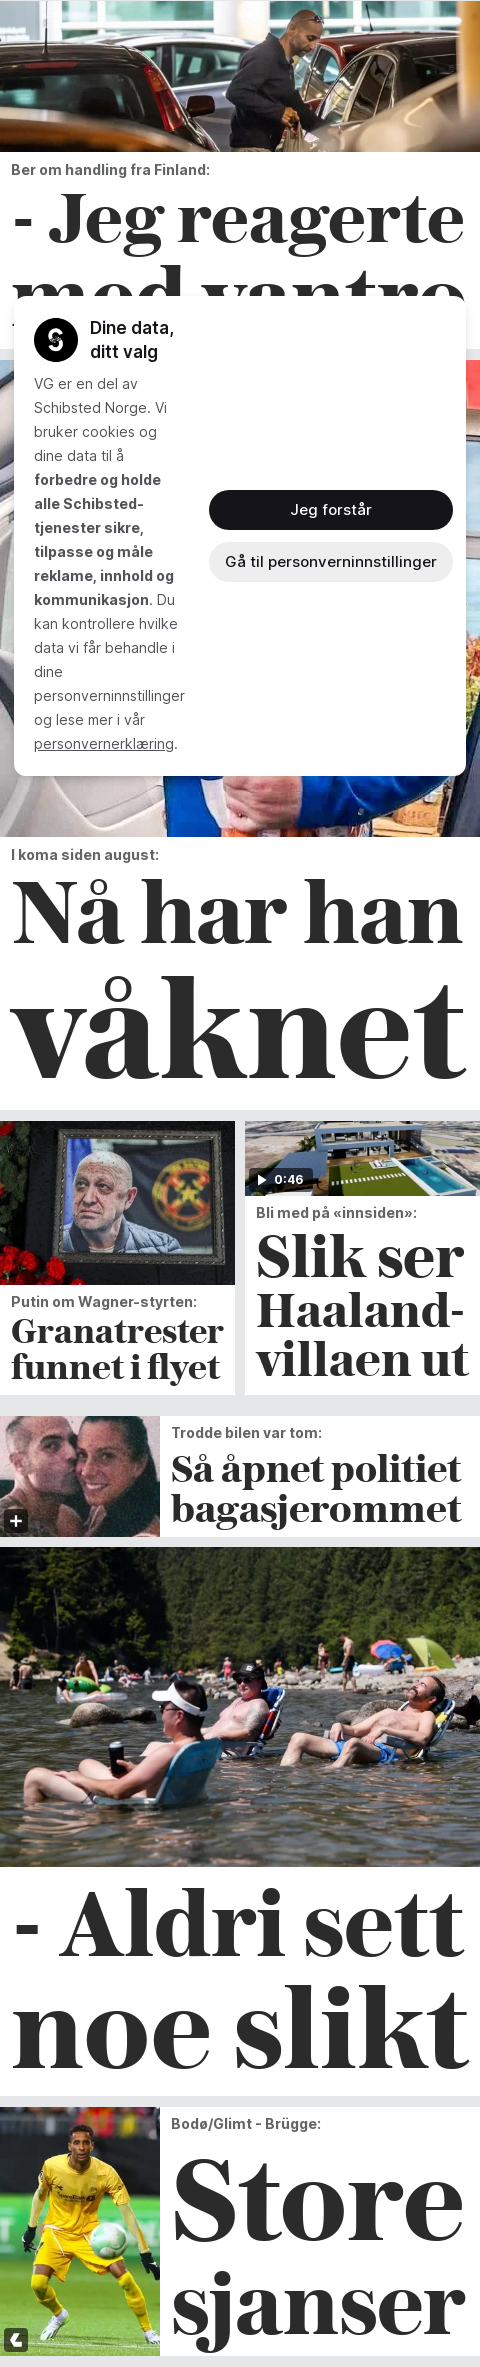 Ber om handling fra Finland:
- Jeg reagerte
med vantro
Dine data,
ditt valg
VG er en del av
Schibsted Norge. Vi
bruker cookies og
dine data til å
forbedre og holde
alle Schibsted-
tjenester sikre,
tilpasse og måle
reklame, innhold og
kommunikasjon. Du
kan kontrollere hvilke
data vi får behandle i
dine
personverninnstillinger
og lese mer i vår
personvernerklæring.
Jeg forstår
Gå til personverninnstillinger
I koma siden august:
Nå har han
våknet
Putin om Wagner-styrten:
Granatrester
funnet i flyet
0:46
Bli med på «innsiden»:
Slik ser
Haaland-
villaen ut
Trodde bilen var tom:
Så åpnet politiet
bagasjerommet
- Aldri sett
noe slikt
Bodø/Glimt - Brügge:
Store
sjanser